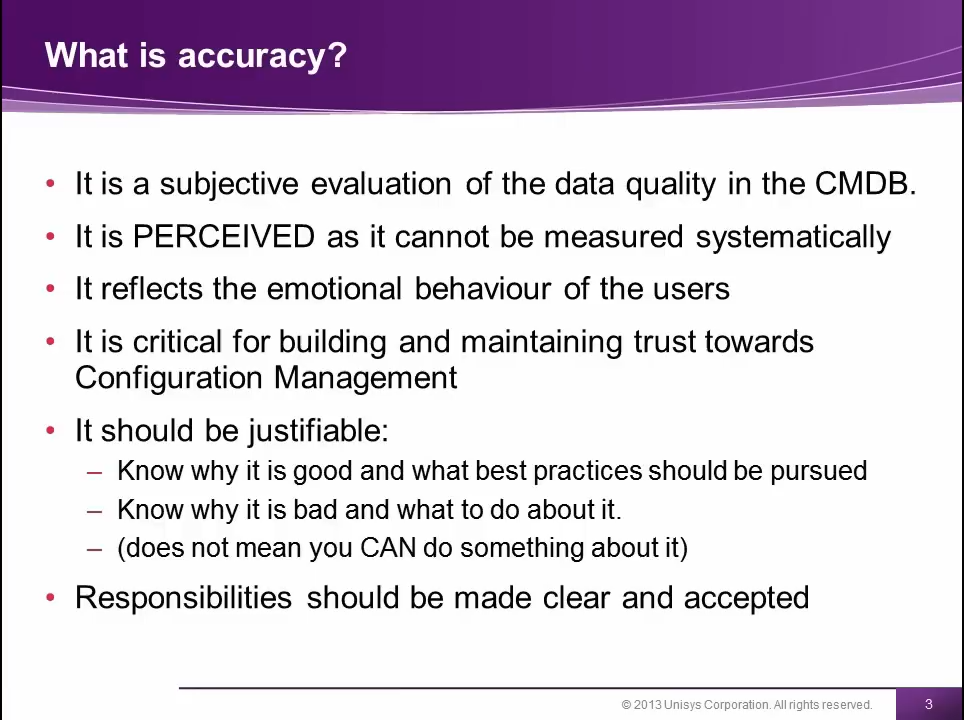 What is accuracy?
• It is a subjective evaluation of the data quality in the CMDB.
• It is PERCEIVED as it cannot be measured systematically
• It reflects the emotional behaviour of the users
• It is critical for building and maintaining trust towards
Configuration Management
• It should be justifiable:
– Know why it is good and what best practices should be pursued
– Know why it is bad and what to do about it.
– (does not mean you CAN do something about it)
• Responsibilities should be made clear and accepted
© 2013 Unisys Corporation. All rights reserved.
3